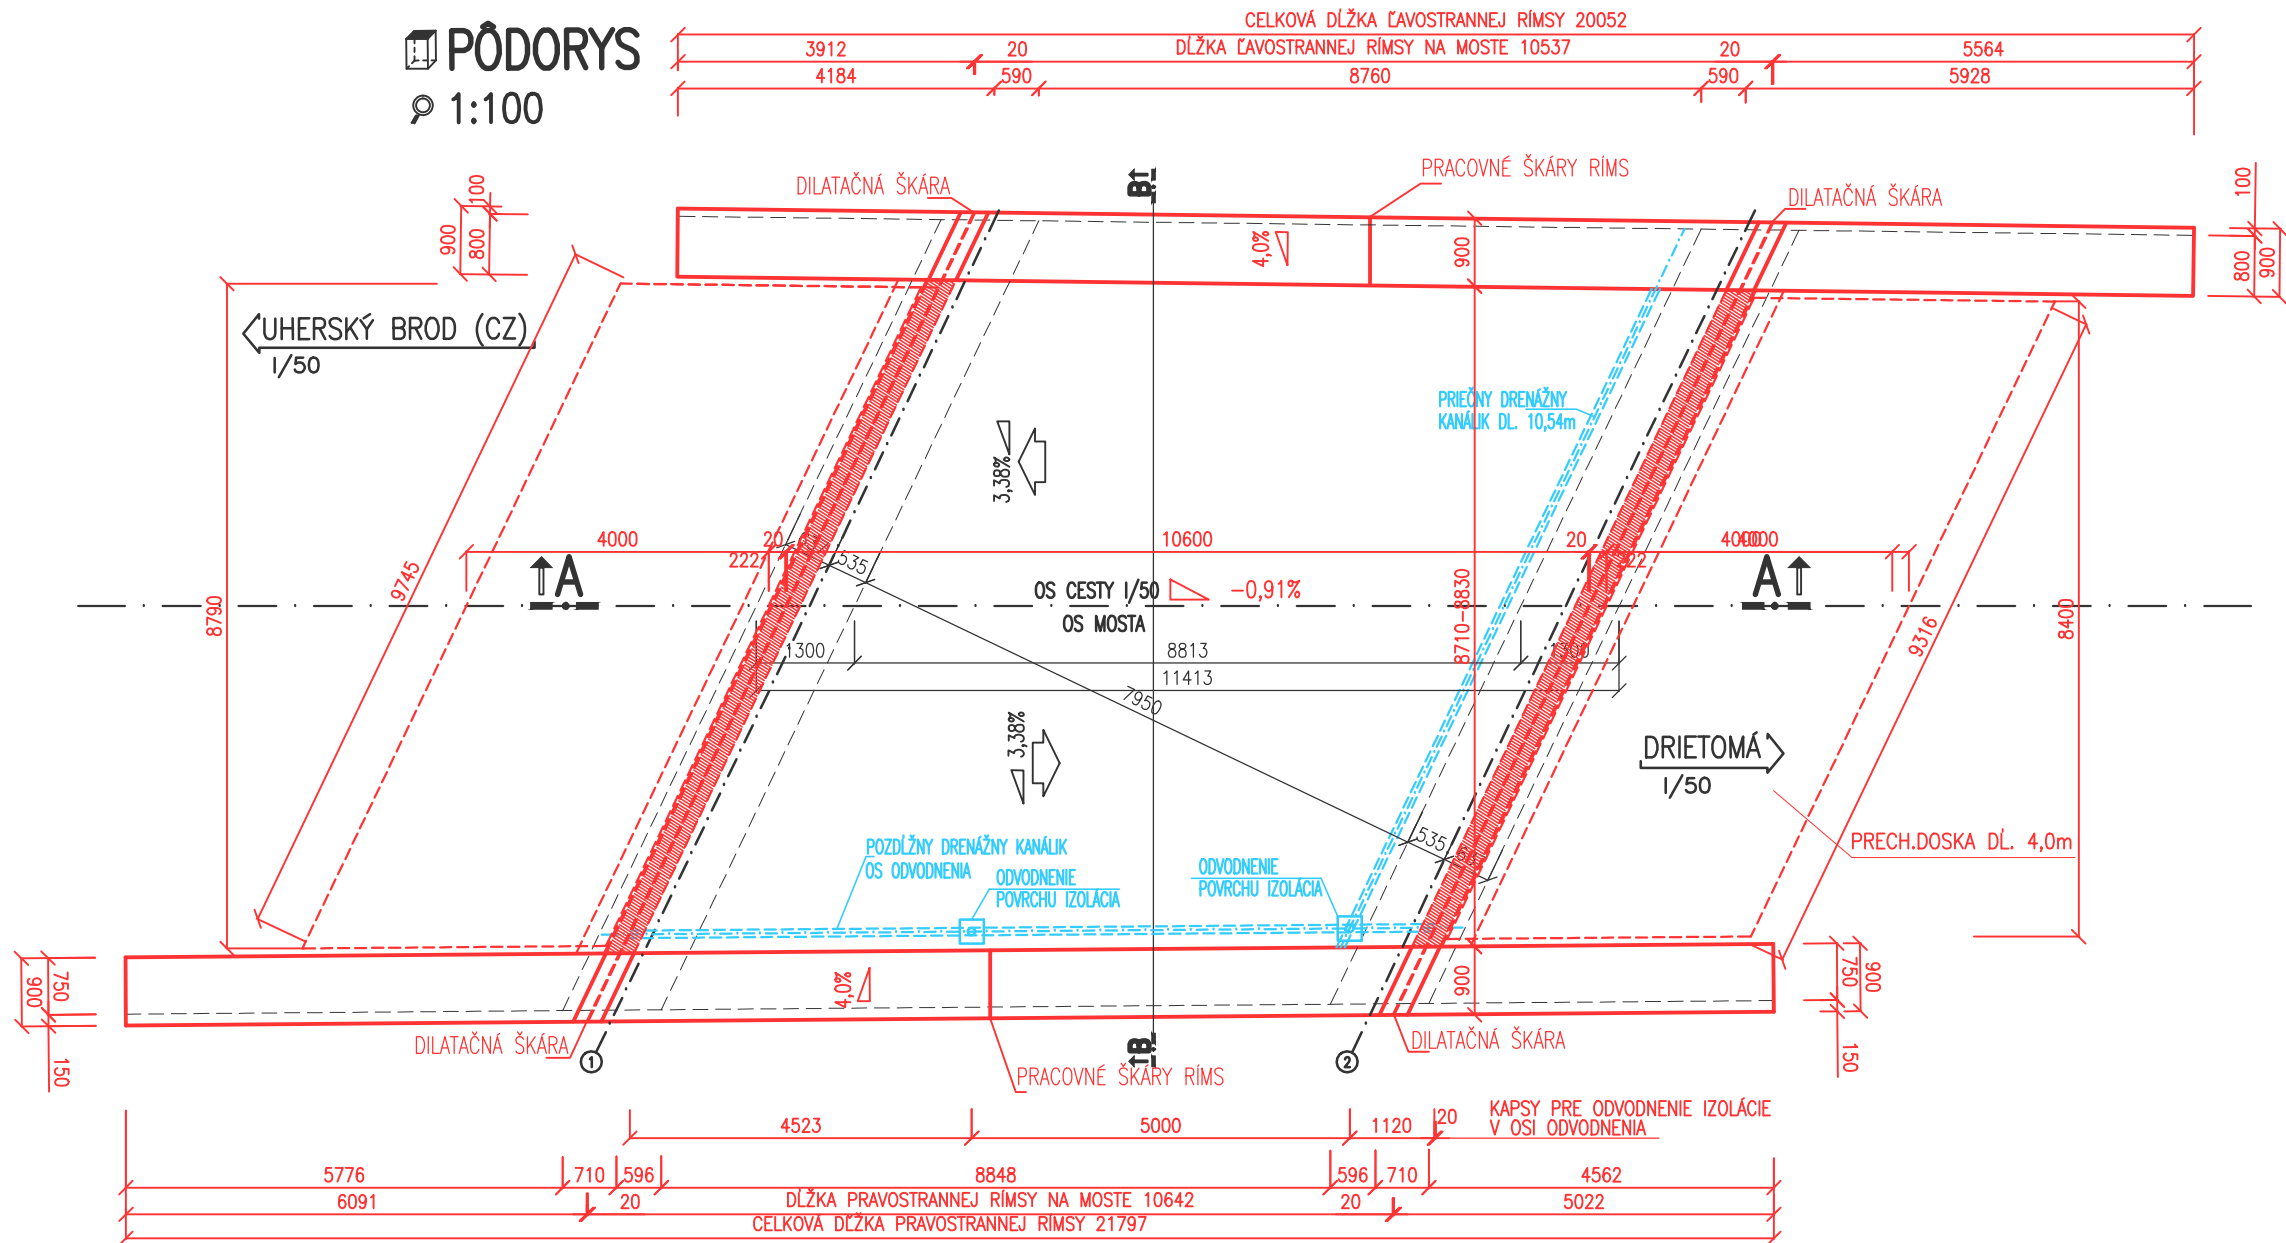 PÔDORYS
1:100
CELKOVÁ DĹŽKA ĽAVOSTRANNEJ RÍMSY 20052
3912
20
DĹŽKA ĽAVOSTRANNEJ RÍMSY NA MOSTE 10537
20
5564
4184
590
8760
590
5928
DILATAČNÁ ŠKÁRA
B
PRACOVNÉ ŠKÁRY RÍMS
DILATAČNÁ ŠKÁRA
100
900
800
4,0%
900
100
800
900
UHERSKÝ BROD (CZ)
I/50
PRIEČNY DRENÁŽNY
KANÁLIK DL. 10,54m
3,38%
4000
20
222
535
10600
20
4000
9745
8790
A
OS CESTY I/50
-0,91%
OS MOSTA
A
8710-8830
9316
8400
1300
8813
1300
11413
7950
3,38%
DRIETOMÁ
I/50
PRECH.DOSKA DĹ. 4,0m
POZDĹŽNY DRENÁŽNY KANÁLIK
OS ODVODNENIA
ODVODNENIE
POVRCHU IZOLÁCIA
ODVODNENIE
POVRCHU IZOLÁCIA
535
750
900
150
4,0%
900
750
900
150
DILATAČNÁ ŠKÁRA
1
B
2
DILATAČNÁ ŠKÁRA
PRACOVNÉ ŠKÁRY RÍMS
4523
5000
1120
20
KAPSY PRE ODVODNENIE IZOLÁCIE
V OSI ODVODNENIA
5776
710
596
8848
596
710
4562
6091
20
DĹŽKA PRAVOSTRANNEJ RÍMSY NA MOSTE 10642
20
5022
CELKOVÁ DĹŽKA PRAVOSTRANNEJ RÍMSY 21797